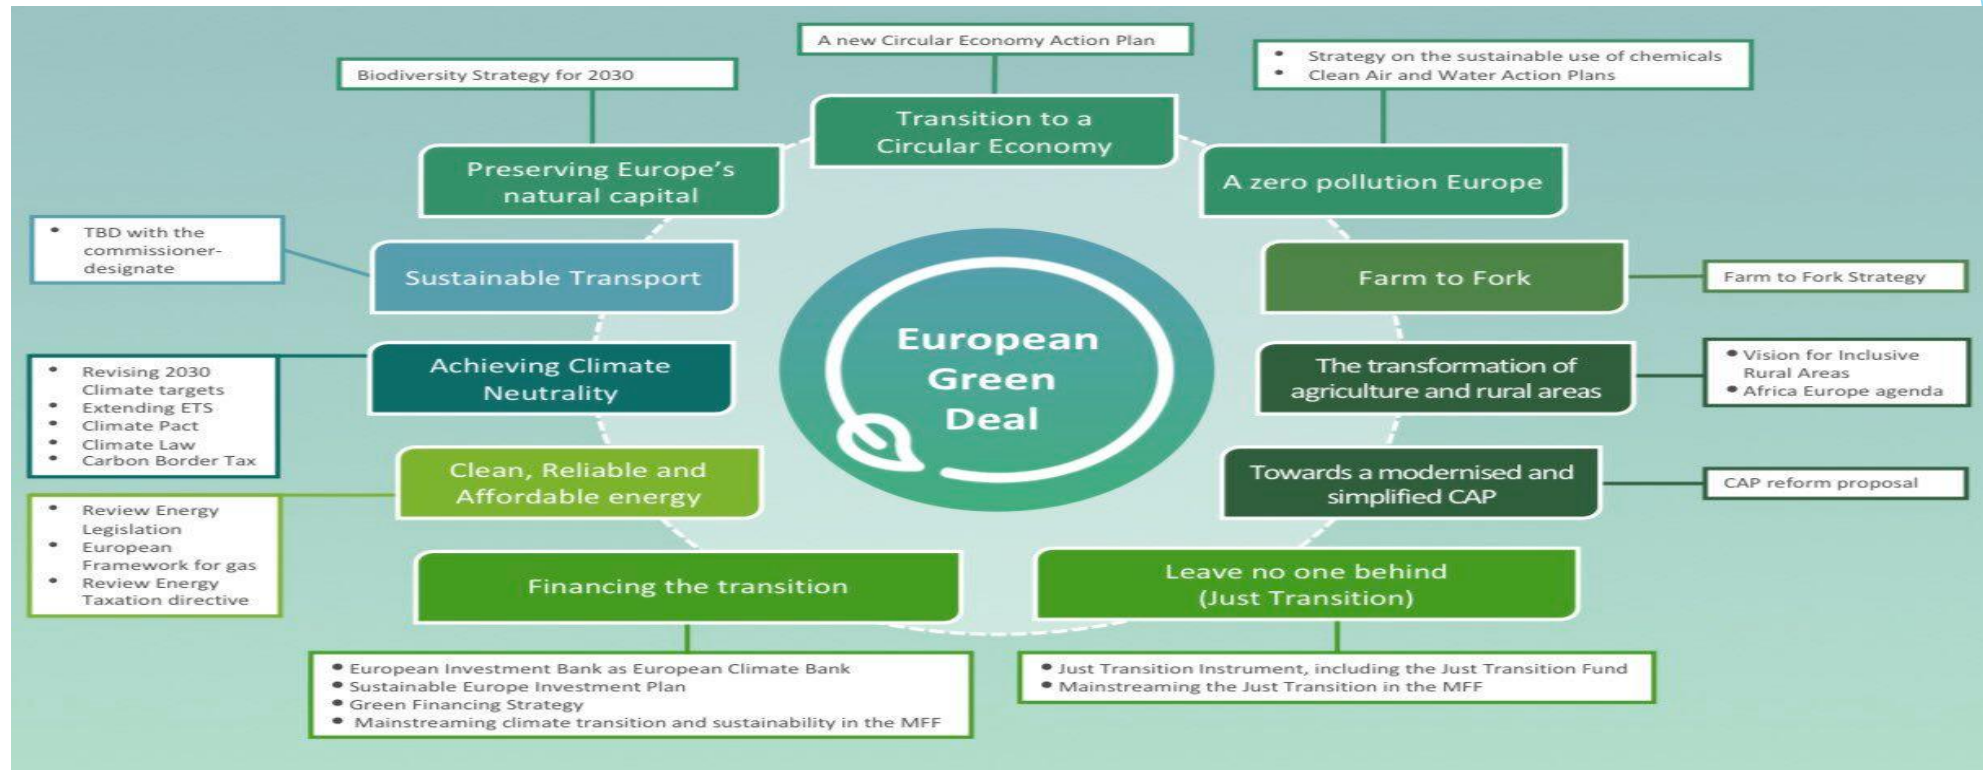 A new Circular Economy Action Plan
Biodiversity Strategy for 2030
• Strategy on the sustainable use of chemicals
• Clean Air and Water Action Plans
Transition to a
Circular Economy
Preserving Europe's
natural capital
A zero pollution Europe
• TBD with the
commissioner-
designate
Sustainable Transport
Farm to Fork
Farm to Fork Strategy
European
Green
Deal
• Revising 2030
Climate targets
• Extending ETS
• Climate Pact
• Climate Law
• Carbon Border Tax
Achieving Climate
Neutrality
The transformation of
agriculture and rural areas
• Vision for Inclusive
Rural Areas
• Africa Europe agenda
• Review Energy
Legislation
• European
Framework for gas
• Review Energy
Taxation directive
Clean, Reliable and
Affordable energy
Towards a modernised and
simplified CAP
CAP reform proposal
Financing the transition
Leave no one behind
(Just Transition)
• European Investment Bank as European Climate Bank
• Sustainable Europe Investment Plan
• Green Financing Strategy
• Mainstreaming climate transition and sustainability in the MFF
• Just Transition Instrument, including the Just Transition Fund
• Mainstreaming the Just Transition in the MFF